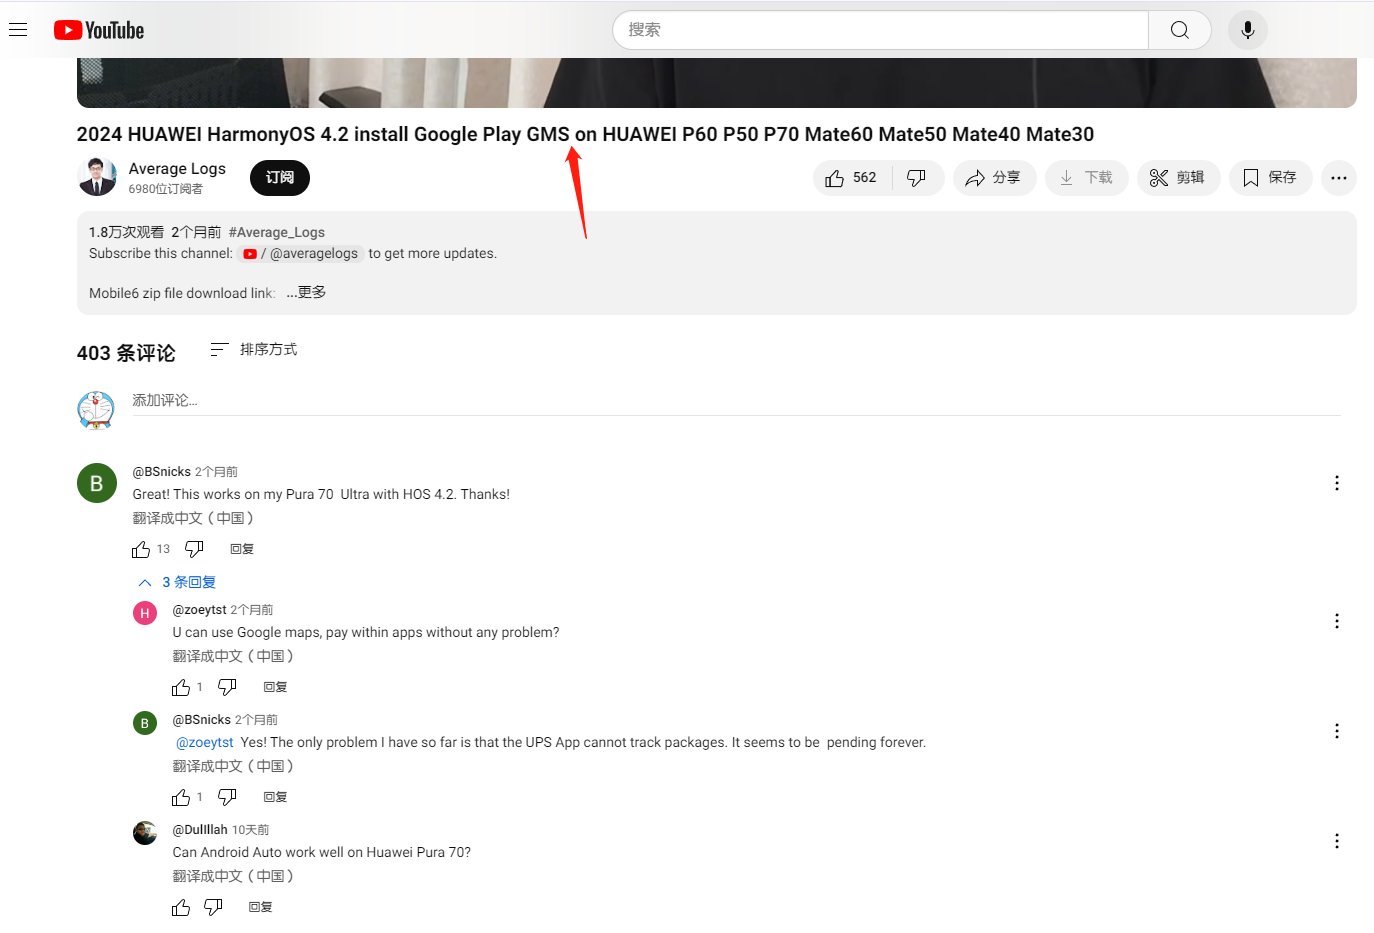 YouTube
搜索
2024 HUAWEI HarmonyOS 4.2 install Google Play GMS on HUAWEI P60 P50 P70 Mate60 Mate50 Mate40 Mate30
Average Logs
6980位订阅者
订阅
562
分享
下载
剪辑
保存
1.8万次观看 2个月前 #Average_Logs
Subscribe this channel: / @averagelogs to get more updates.
Mobile6 zip file download link: ...更多
403 条评论
排序方式
添加评论...
B
@BSnicks 2个月前
Great! This works on my Pura 70 Ultra with HOS 4.2. Thanks!
翻译成中文（中国）
13
回复
3 条回复
H
@zoeytst 2个月前
U can use Google maps, pay within apps without any problem?
翻译成中文（中国）
1
回复
B
@BSnicks 2个月前
@zoeytst Yes! The only problem I have so far is that the UPS App cannot track packages. It seems to be pending forever.
翻译成中文（中国）
1
回复
@DullIlah 10天前
Can Android Auto work well on Huawei Pura 70?
翻译成中文（中国）
回复